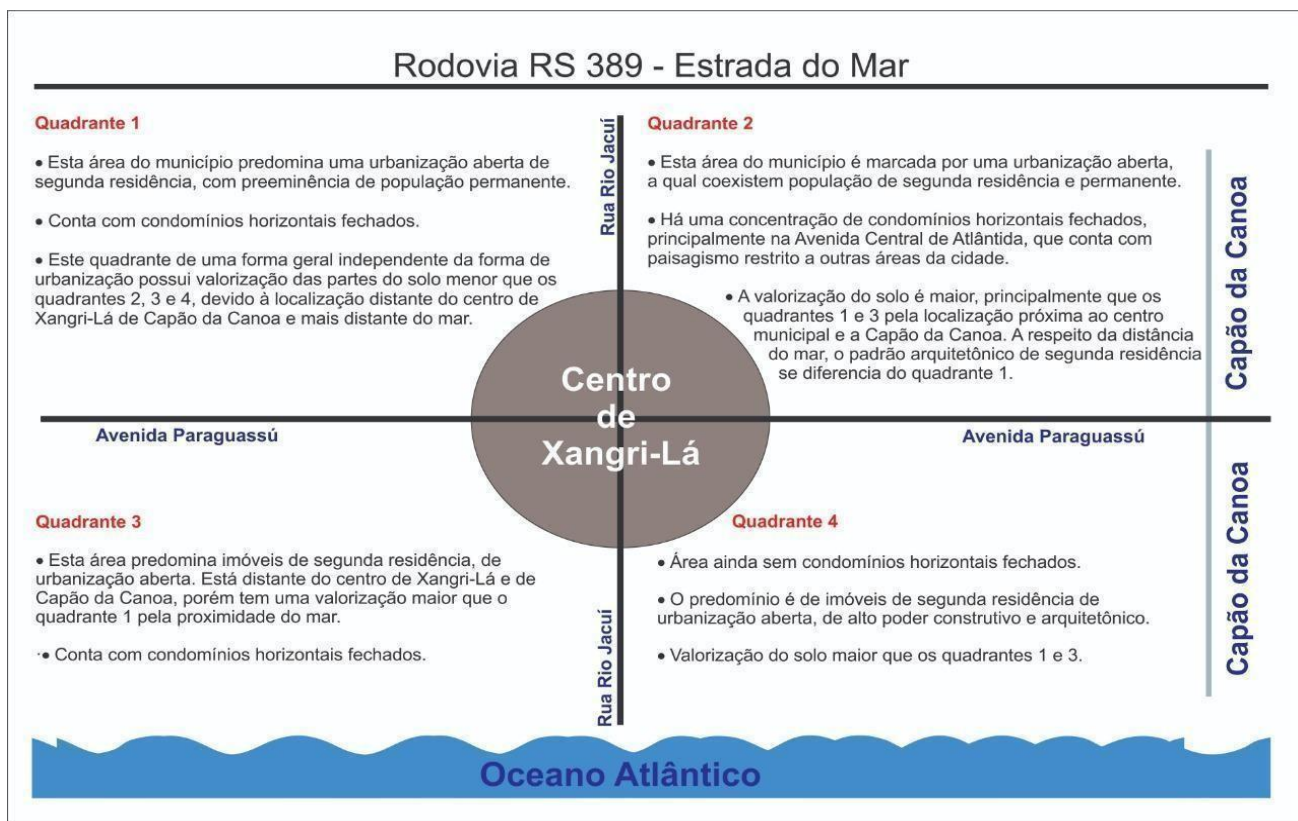 Rodovia RS 389 - Estrada do Mar
Quadrante 1
• Esta área do município predomina uma urbanização aberta de
segunda residência, com preeminência de população permanente.
• Conta com condomínios horizontais fechados.
• Este quadrante de uma forma geral independente da forma de
urbanização possui valorização das partes do solo menor que os
quadrantes 2, 3 e 4, devido à localização distante do centro de
Xangri-Lá de Capão da Canoa e mais distante do mar.
Rua Rio Jacuí
Quadrante 2
• Esta área do município é marcada por uma urbanização aberta,
a qual coexistem população de segunda residência e permanente.
• Há uma concentração de condomínios horizontais fechados,
principalmente na Avenida Central de Atlântida, que conta com
paisagismo restrito a outras áreas da cidade.
• A valorização do solo é maior, principalmente que os
quadrantes 1 e 3 pela localização próxima ao centro
municipal e a Capão da Canoa. A respeito da distância
do mar, o padrão arquitetônico de segunda residência
se diferencia do quadrante 1.
Capão da Canoa
Centro
de
Xangri-Lá
Avenida Paraguassú
Avenida Paraguassú
Quadrante 3
• Esta área predomina imóveis de segunda residência, de
urbanização aberta. Está distante do centro de Xangri-Lá e de
Capão da Canoa, porém tem uma valorização maior que o
quadrante 1 pela proximidade do mar.
·• Conta com condomínios horizontais fechados.
Rua Rio Jacuí
Quadrante 4
• Área ainda sem condomínios horizontais fechados.
• O predomínio é de imóveis de segunda residência de
urbanização aberta, de alto poder construtivo e arquitetônico.
• Valorização do solo maior que os quadrantes 1 e 3.
Capão da Canoa
Oceano Atlântico